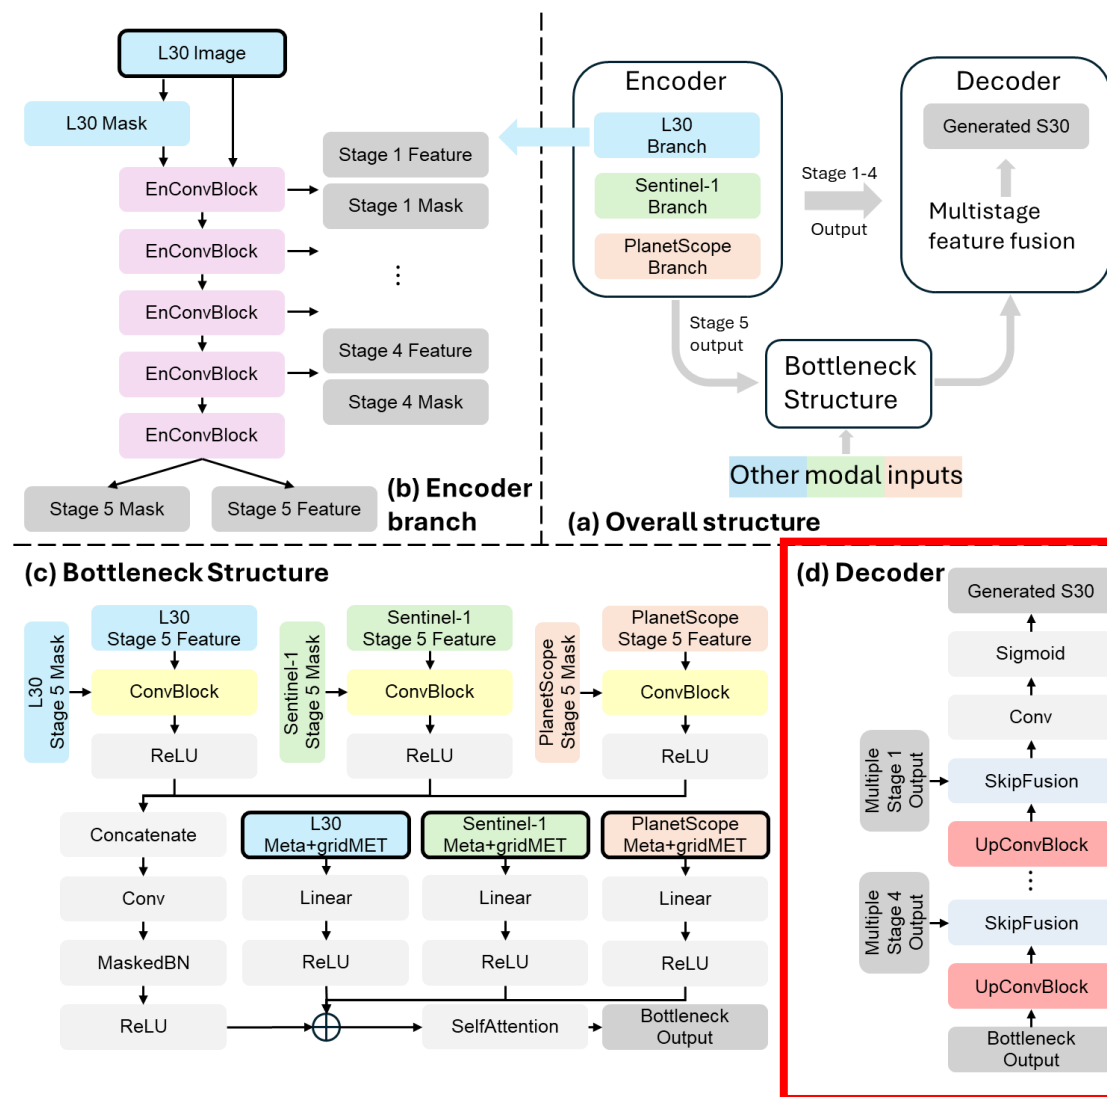 L30 Image
L30 Mask
EnConvBlock
EnConvBlock
EnConvBlock
EnConvBlock
EnConvBlock
Stage 1 Feature
Stage 1 Mask
⋮
Stage 4 Feature
Stage 4 Mask
Stage 5 Mask
Stage 5 Feature
(b) Encoder
branch
Encoder
L30
Branch
Sentinel-1
Branch
PlanetScope
Branch
Stage 1-4
Output
Decoder
Generated S30
Multistage
feature fusion
Stage 5
output
Bottleneck
Structure
Other modal inputs
(a) Overall structure
(c) Bottleneck Structure
L30
Stage 5 Mask
L30
Stage 5 Feature
ConvBlock
ReLU
Sentinel-1
Stage 5 Mask
Sentinel-1
Stage 5 Feature
ConvBlock
ReLU
PlanetScope
Stage 5 Mask
PlanetScope
Stage 5 Feature
ConvBlock
ReLU
Concatenate
Conv
MaskedBN
ReLU
L30
Meta+gridMET
Linear
ReLU
Sentinel-1
Meta+gridMET
Linear
ReLU
PlanetScope
Meta+gridMET
Linear
ReLU
SelfAttention
Bottleneck
Output
(d) Decoder
Generated S30
Sigmoid
Conv
Multiple
Stage 1
Output
SkipFusion
UpConvBlock
⋮
Multiple
Stage 4
Output
SkipFusion
UpConvBlock
Bottleneck
Output